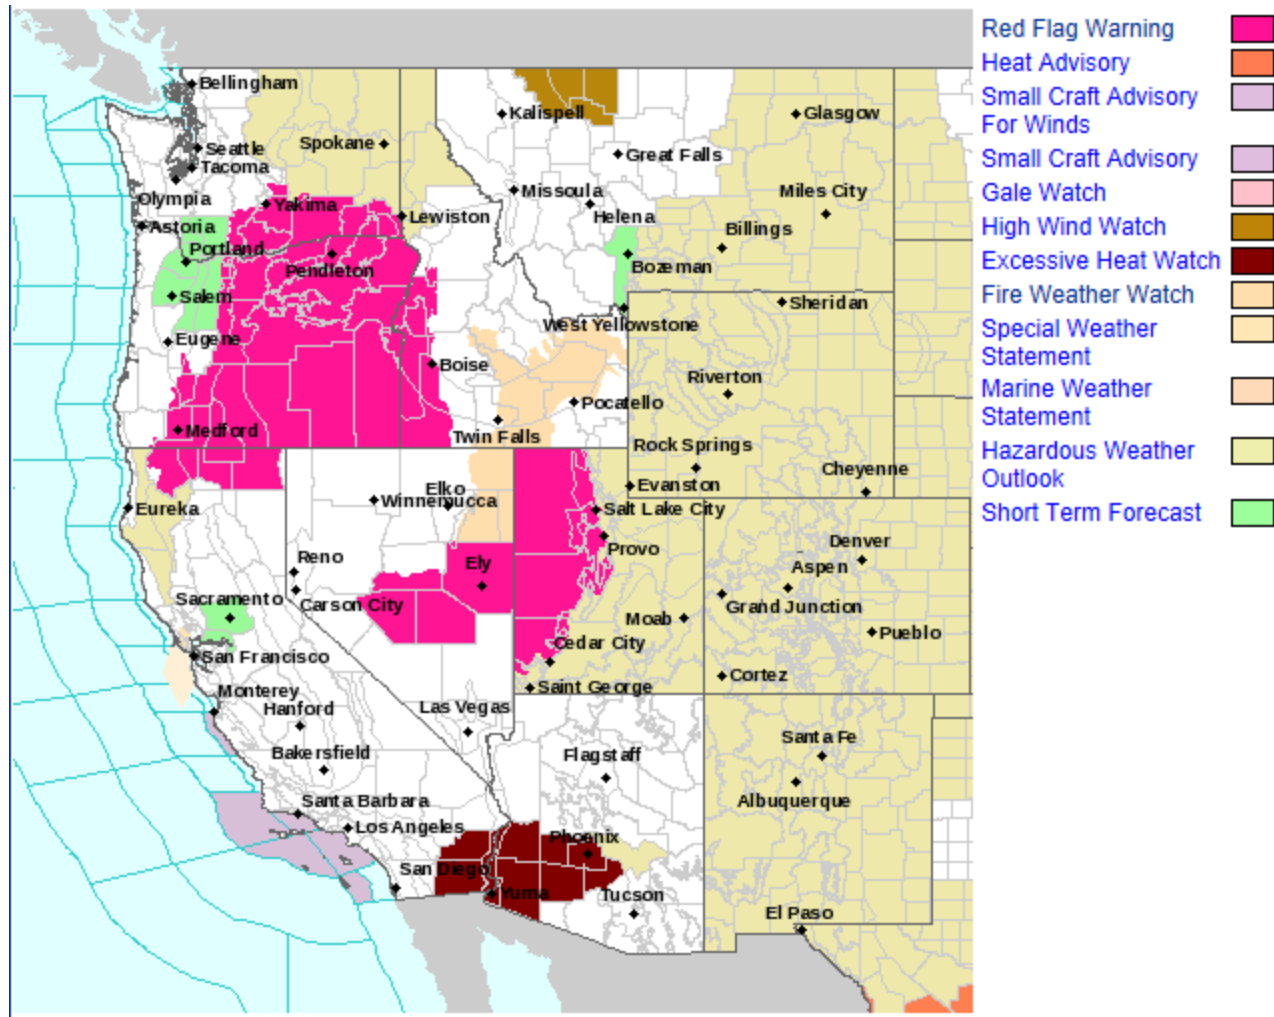 Bellingham
Kalispell
Glasgow
Seattle
Spokane
Great Falls
Tacoma
Missoula
Miles City
Olympia
Yakima
Lewiston
Helena
Astoria
Billings
Portland
Pendleton
Bozeman
Salem
Sheridan
West Yellowstone
Eugene
Boise
Riverton
Pocatello
Medford
Twin Falls
Rock Springs
Cheyenne
Elko
Evanston
Winnemucca
Eureka
Salt Lake City
Denver
Provo
Reno
Ely
Aspen
Sacramento
Carson City
Grand Junction
Moab
Pueblo
Cedar City
San Francisco
Cortez
Saint George
Monterey
Hanford
Las Vegas
Santa Fe
Bakersfield
Flagstaff
Santa Barbara
Albuquerque
Los Angeles
Phoenix
San Diego
Yuma
Tucson
El Paso
Red Flag Warning
Heat Advisory
Small Craft Advisory
For Winds
Small Craft Advisory
Gale Watch
High Wind Watch
Excessive Heat Watch
Fire Weather Watch
Special Weather
Statement
Marine Weather
Statement
Hazardous Weather
Outlook
Short Term Forecast